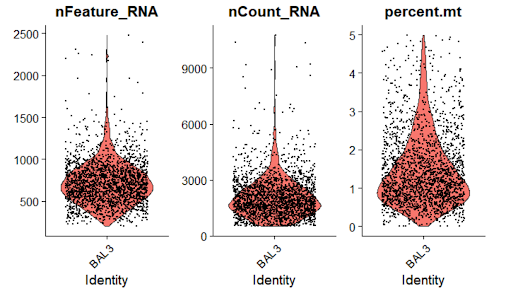 nFeature_RNA
2500
2000
1500
1000
500
BAL3
Identity
nCount_RNA
9000
6000
3000
0
BAL3
Identity
percent.mt
5
4
3
2
1
0
BAL3
Identity